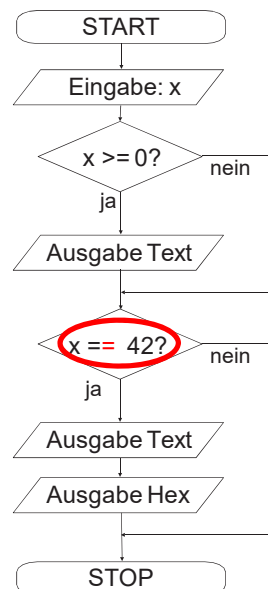 START
Eingabe: x
x >= 0?
nein
ja
Ausgabe Text
x == 42?
nein
ja
Ausgabe Text
Ausgabe Hex
STOP